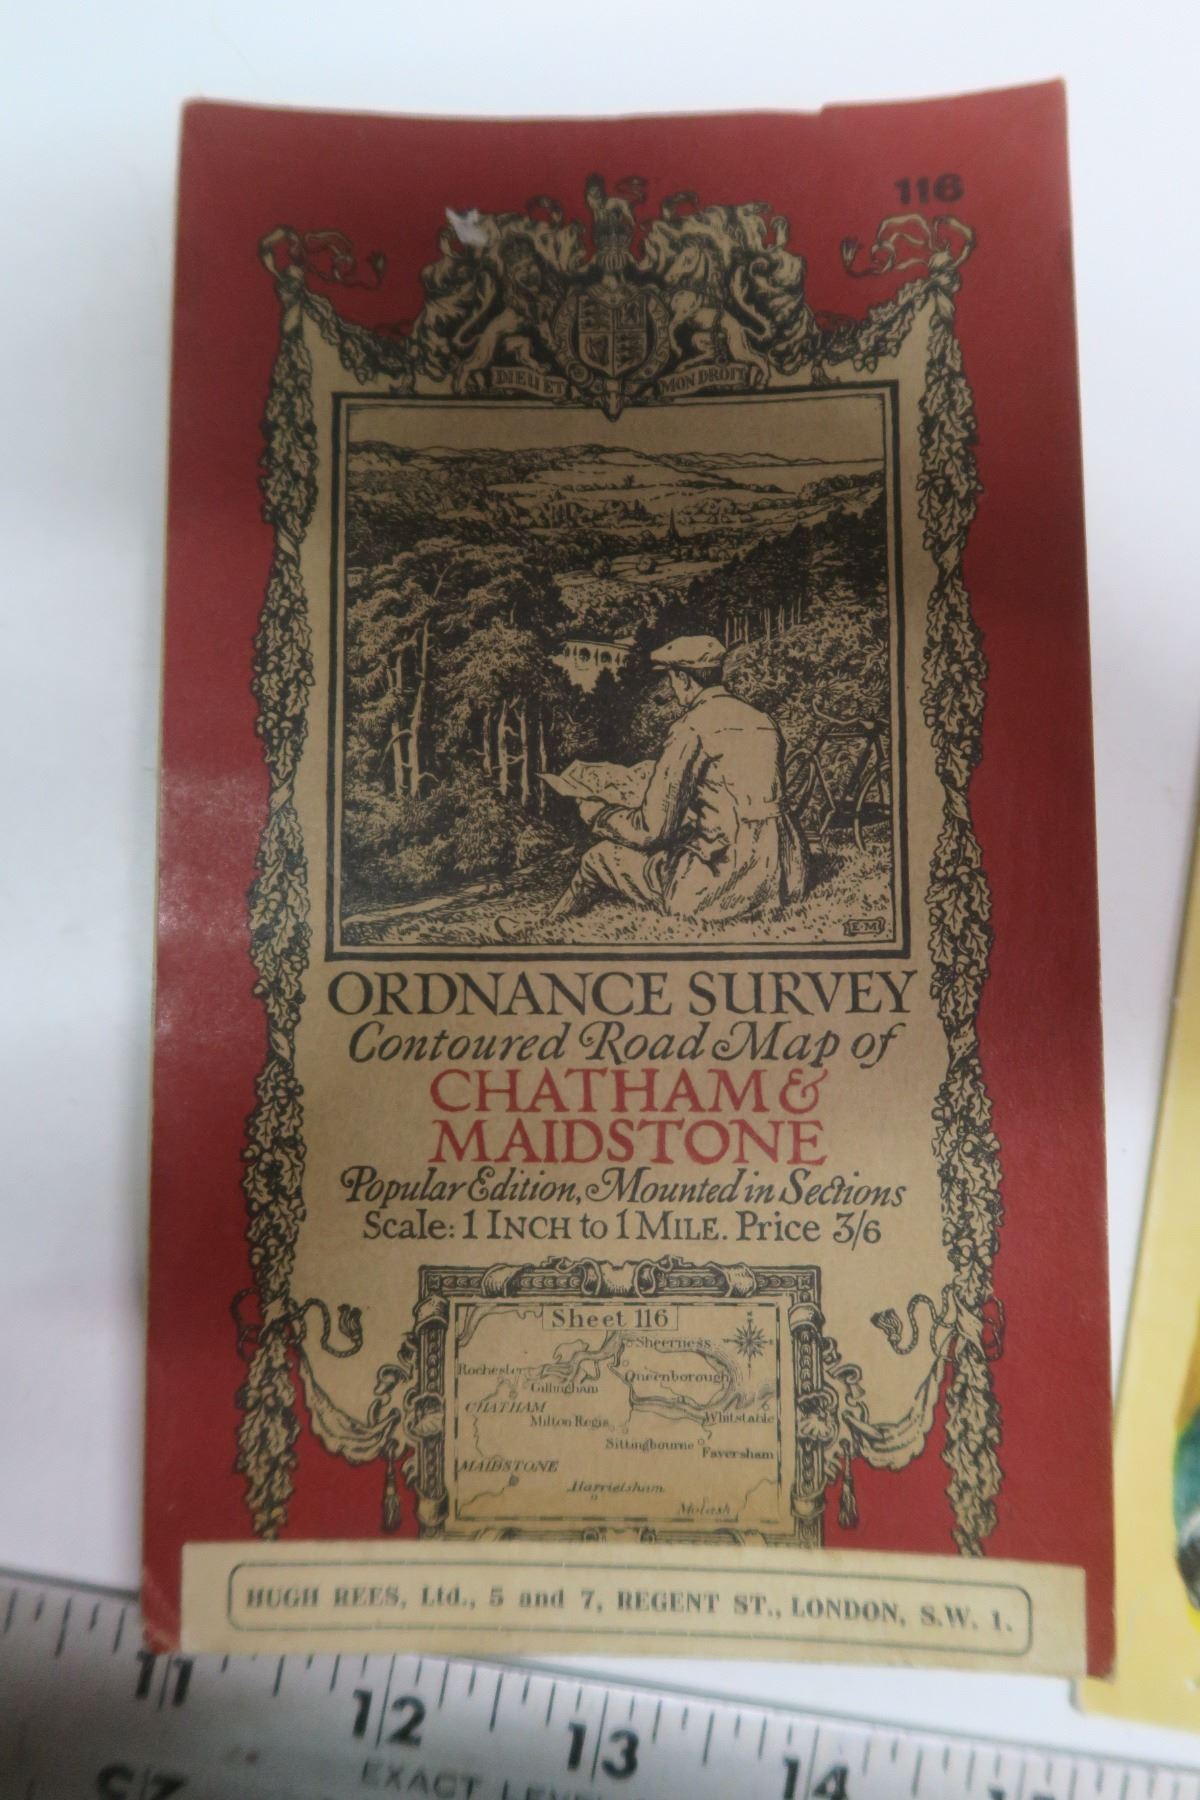 116
DIEU ET MON DROIT
E·M
ORDNANCE SURVEY
Contoured Road Map of
CHATHAM &
MAIDSTONE
Popular Edition, Mounted in Sections
Scale: 1 INCH to 1 MILE. Price 3/6
Sheet 116
Sheerness
Rochester
Queenborough
Gillingham
CHATHAM
Milton Regis
Whitstable
Sittingbourne
Faversham
MAIDSTONE
Harrietsham
Molash
HUGH REES, Ltd., 5 and 7, REGENT ST., LONDON, S.W. 1.
11 12 13 14
EXACT LEVEL